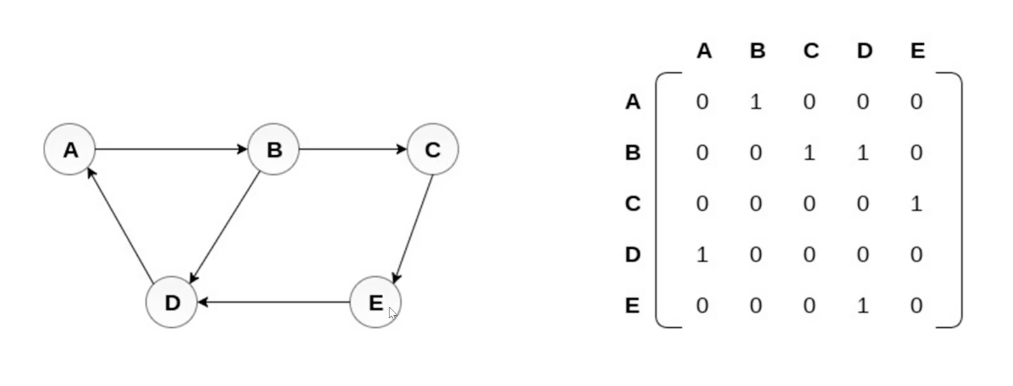 A B C
D E
A B C D E
A 0 1 0 0 0
B 0 0 1 1 0
C 0 0 0 0 1
D 1 0 0 0 0
E 0 0 0 1 0